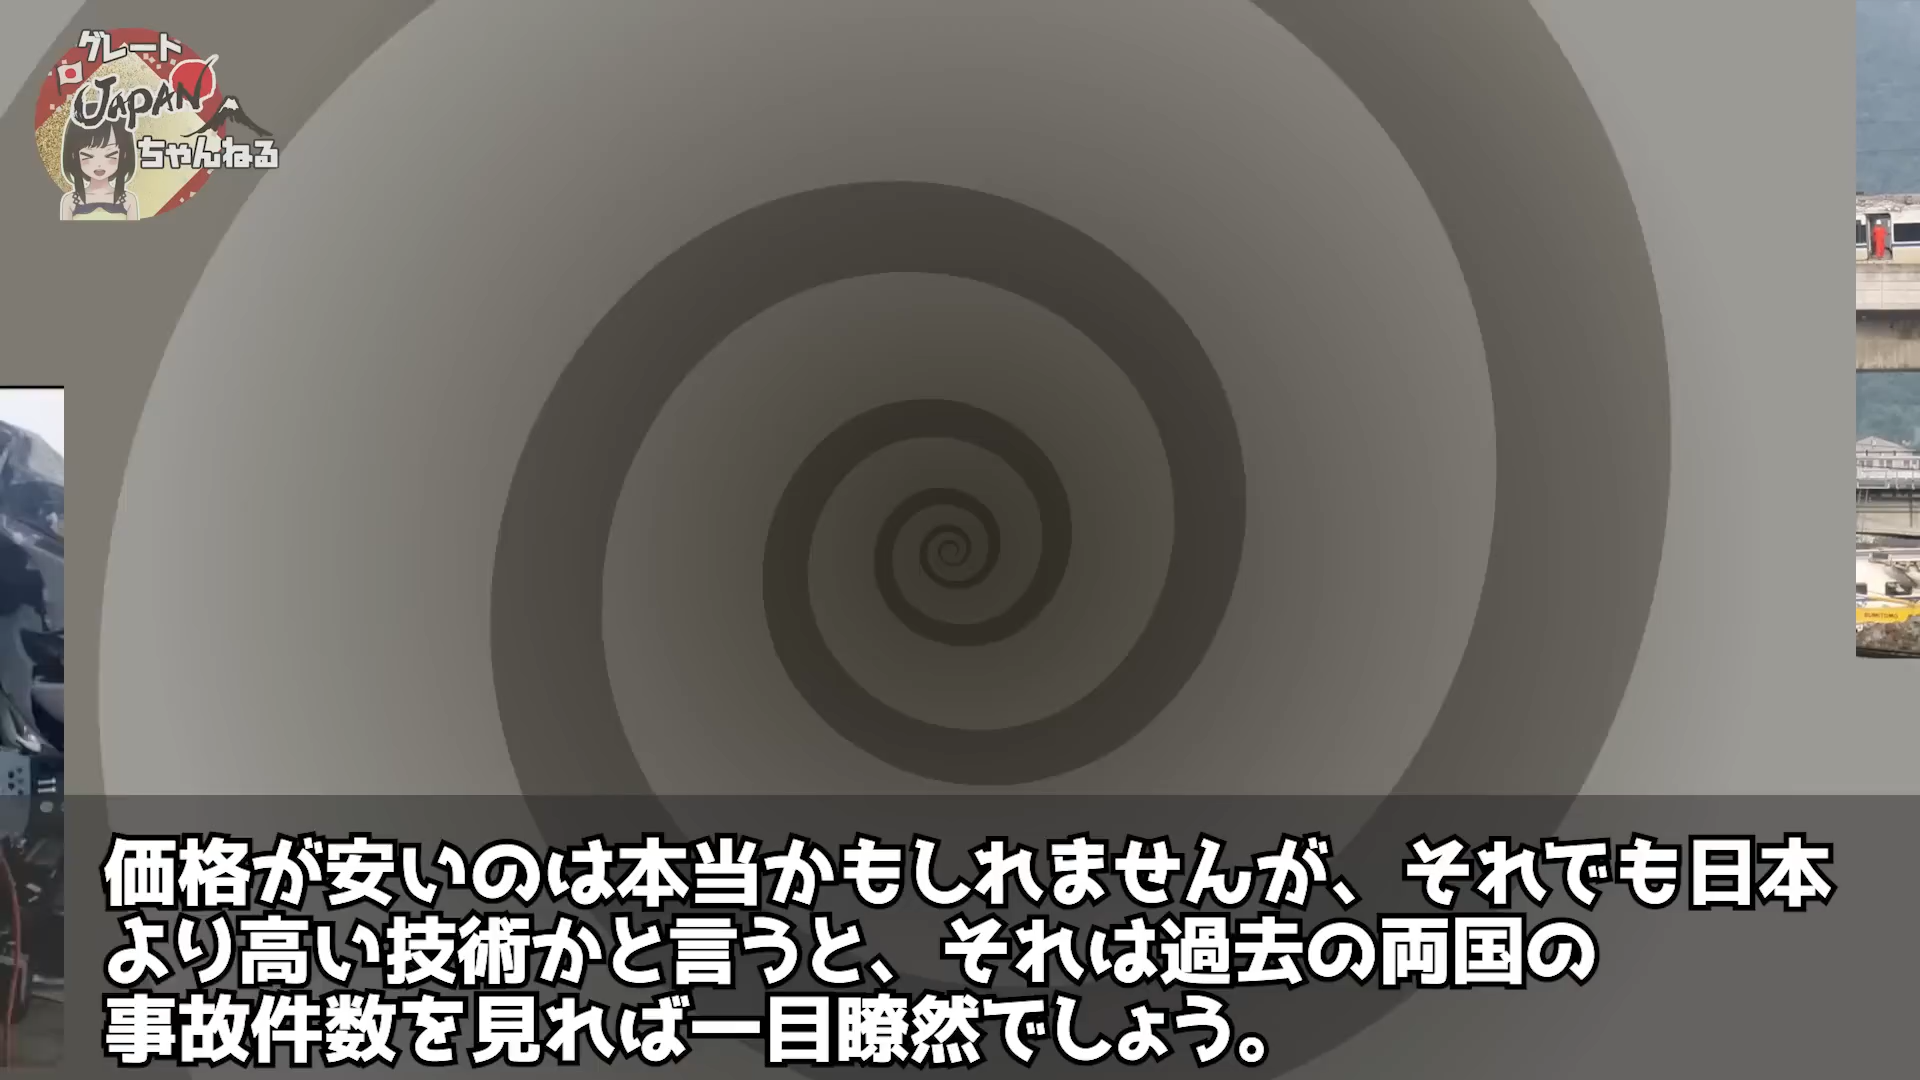 グレート
JAPAN
ちゃんねる
SUMITOMO
価格が安いのは本当かもしれませんが、それでも日本
より高い技術かと言うと、それは過去の両国の
事故件数を見れば一目瞭然でしょう。